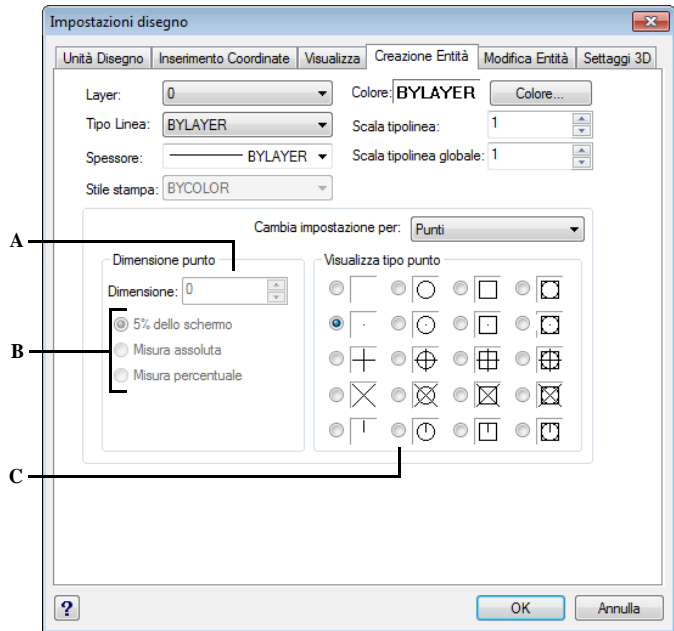 Impostazioni disegno
Unità Disegno Inserimento Coordinate Visualizza Creazione Entità Modifica Entità Settaggi 3D
Layer: 0 Colore: BYLAYER Colore...
Tipo Linea: BYLAYER Scala tipolinea: 1
Spessore: BYLAYER Scala tipolinea globale: 1
Stile stampa: BYCOLOR
Cambia impostazione per: Punti
A
Dimensione punto Visualizza tipo punto
Dimensione: 0
5% dello schermo
B Misura assoluta
Misura percentuale
C
? OK Annulla